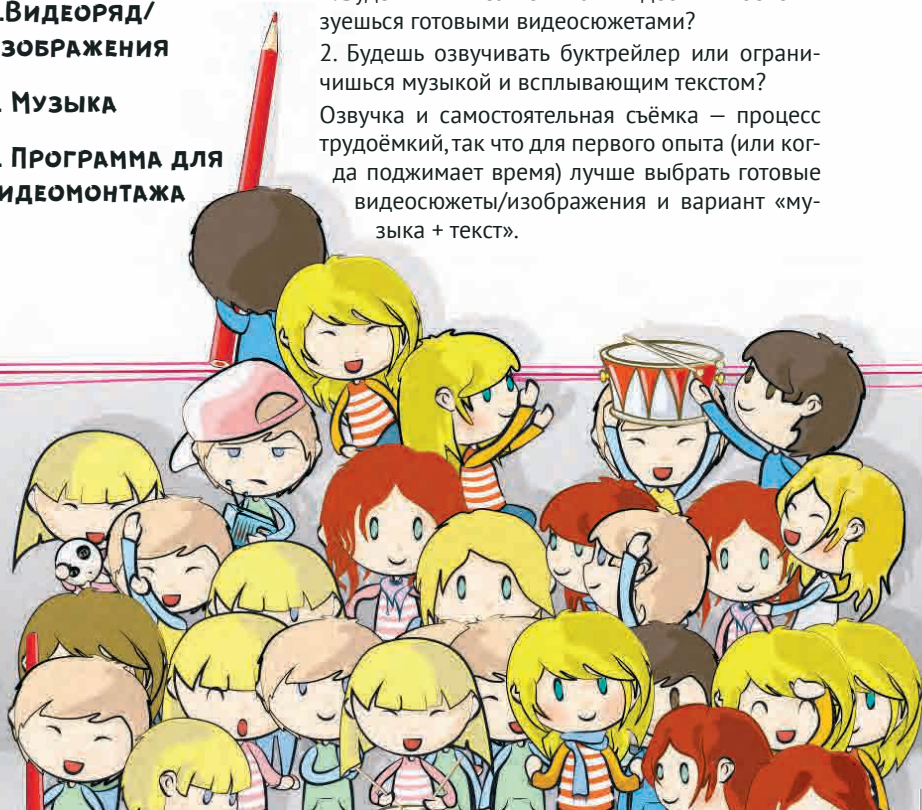 .Видеоряд/
зображения
. Музыка
. Программа для
идеомонтажа
зуешься готовыми видеосюжетами?
2. Будешь озвучивать буктрейлер или ограни-
чишься музыкой и всплывающим текстом?
Озвучка и самостоятельная съёмка — процесс
трудоёмкий, так что для первого опыта (или ког-
да поджимает время) лучше выбрать готовые
видеосюжеты/изображения и вариант «му-
зыка + текст».